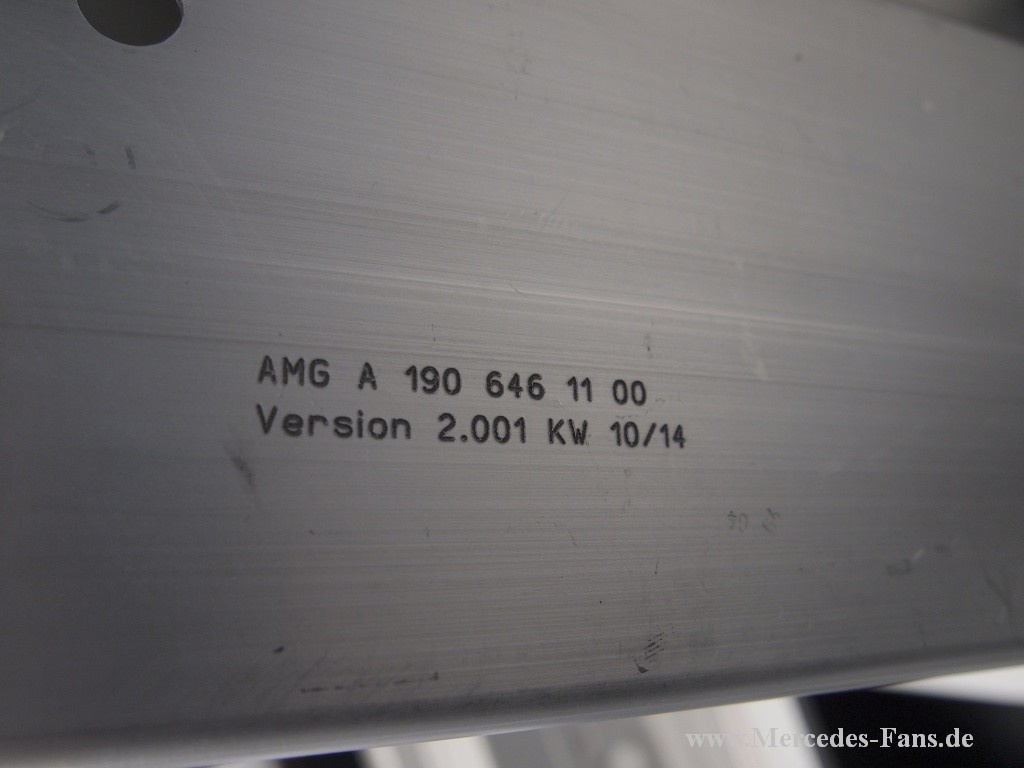 AMG A 190 646 11 00
Version 2.001 KW 10/14
www.Mercedes-Fans.de